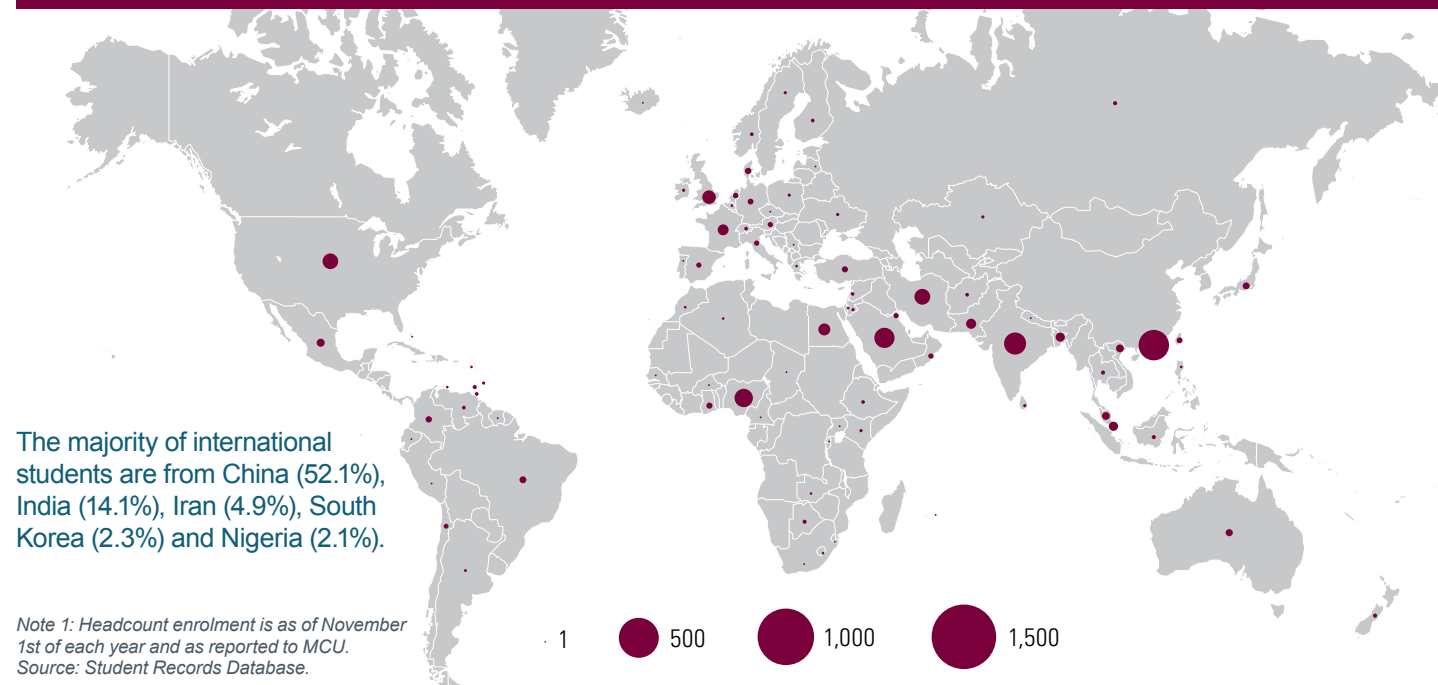 The majority of international
students are from China (52.1%),
India (14.1%), Iran (4.9%), South
Korea (2.3%) and Nigeria (2.1%).
Note 1: Headcount enrolment is as of November
1st of each year and as reported to MCU.
Source: Student Records Database.
1
500
1,000
1,500